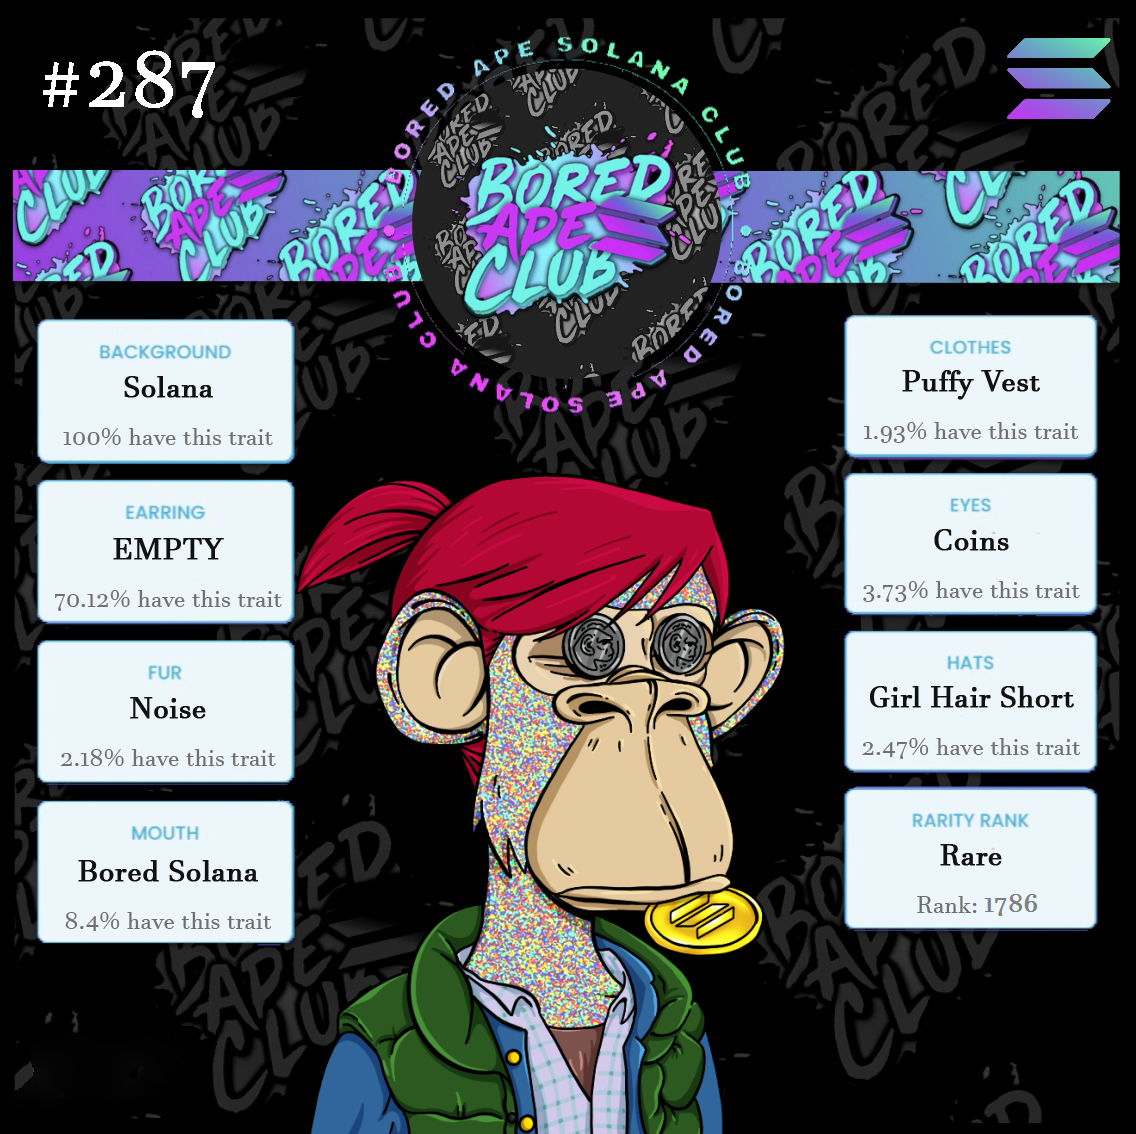 #287
BORED APE SOLANA CLUB
BORED APE SOLANA CLUB
BORED
APE
CLUB
BACKGROUND
Solana
100% have this trait
EARRING
EMPTY
70.12% have this trait
FUR
Noise
2.18% have this trait
MOUTH
Bored Solana
8.4% have this trait
CLOTHES
Puffy Vest
1.93% have this trait
EYES
Coins
3.73% have this trait
HATS
Girl Hair Short
2.47% have this trait
RARITY RANK
Rare
Rank: 1786